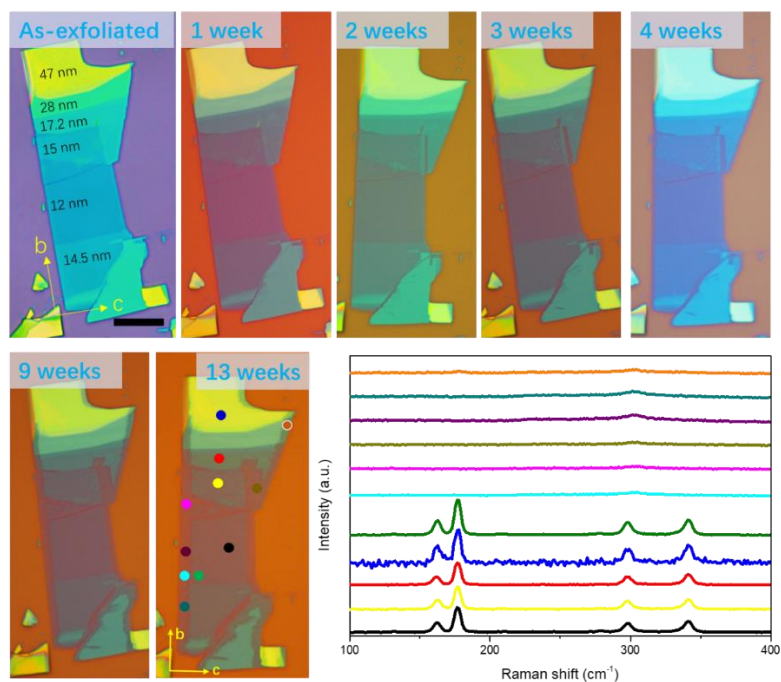 As-exfoliated
1 week
2 weeks
3 weeks
4 weeks
47 nm
28 nm
17.2 nm
15 nm
12 nm
14.5 nm
b
c
9 weeks
13 weeks
b
c
Intensity (a.u.)
100
200
300
400
Raman shift (cm⁻¹)